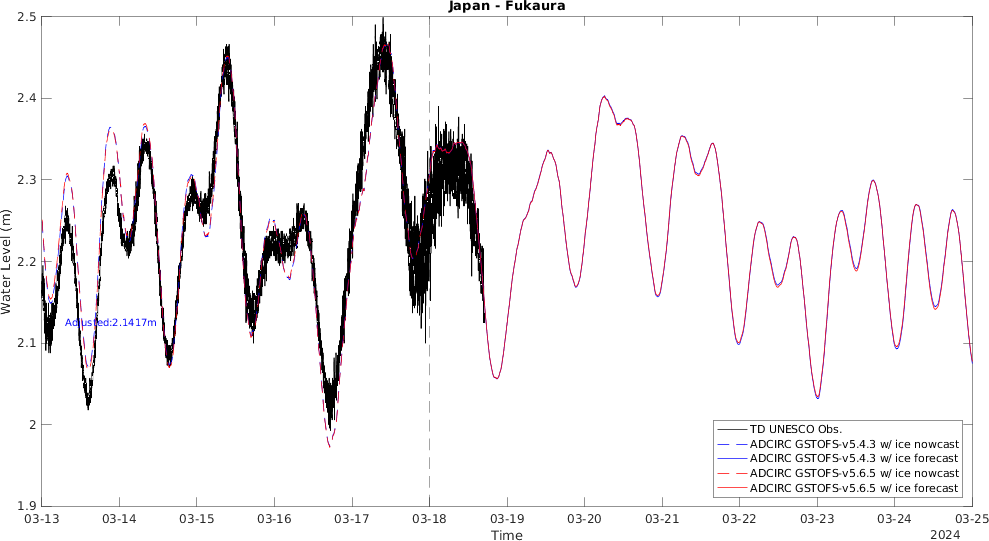 Japan - Fukaura
Water Level (m)
2.5
2.4
2.3
2.2
2.1
2
1.9
Adjusted:2.1417m
TD UNESCO Obs.
ADCIRC GSTOFS-v5.4.3 w/ ice nowcast
ADCIRC GSTOFS-v5.4.3 w/ ice forecast
ADCIRC GSTOFS-v5.6.5 w/ ice nowcast
ADCIRC GSTOFS-v5.6.5 w/ ice forecast
03-13 03-14 03-15 03-16 03-17 03-18 03-19 03-20 03-21 03-22 03-23 03-24 03-25
Time
2024